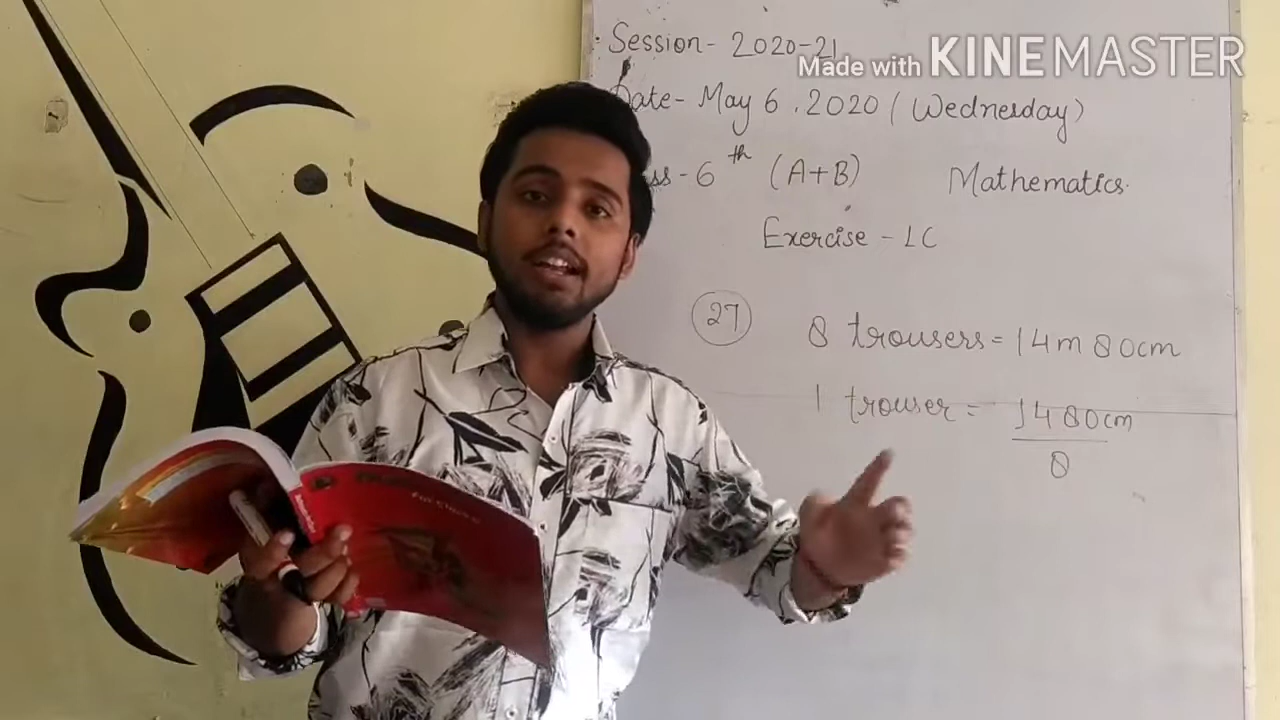 Session - 2020-21
Made with KINEMASTER
Date - May 6, 2020 (Wednesday)
ss - 6th (A+B) Mathematics
Exercise - 1C
27 8 trousers = 14m 80cm
1 trouser = 1480cm
8